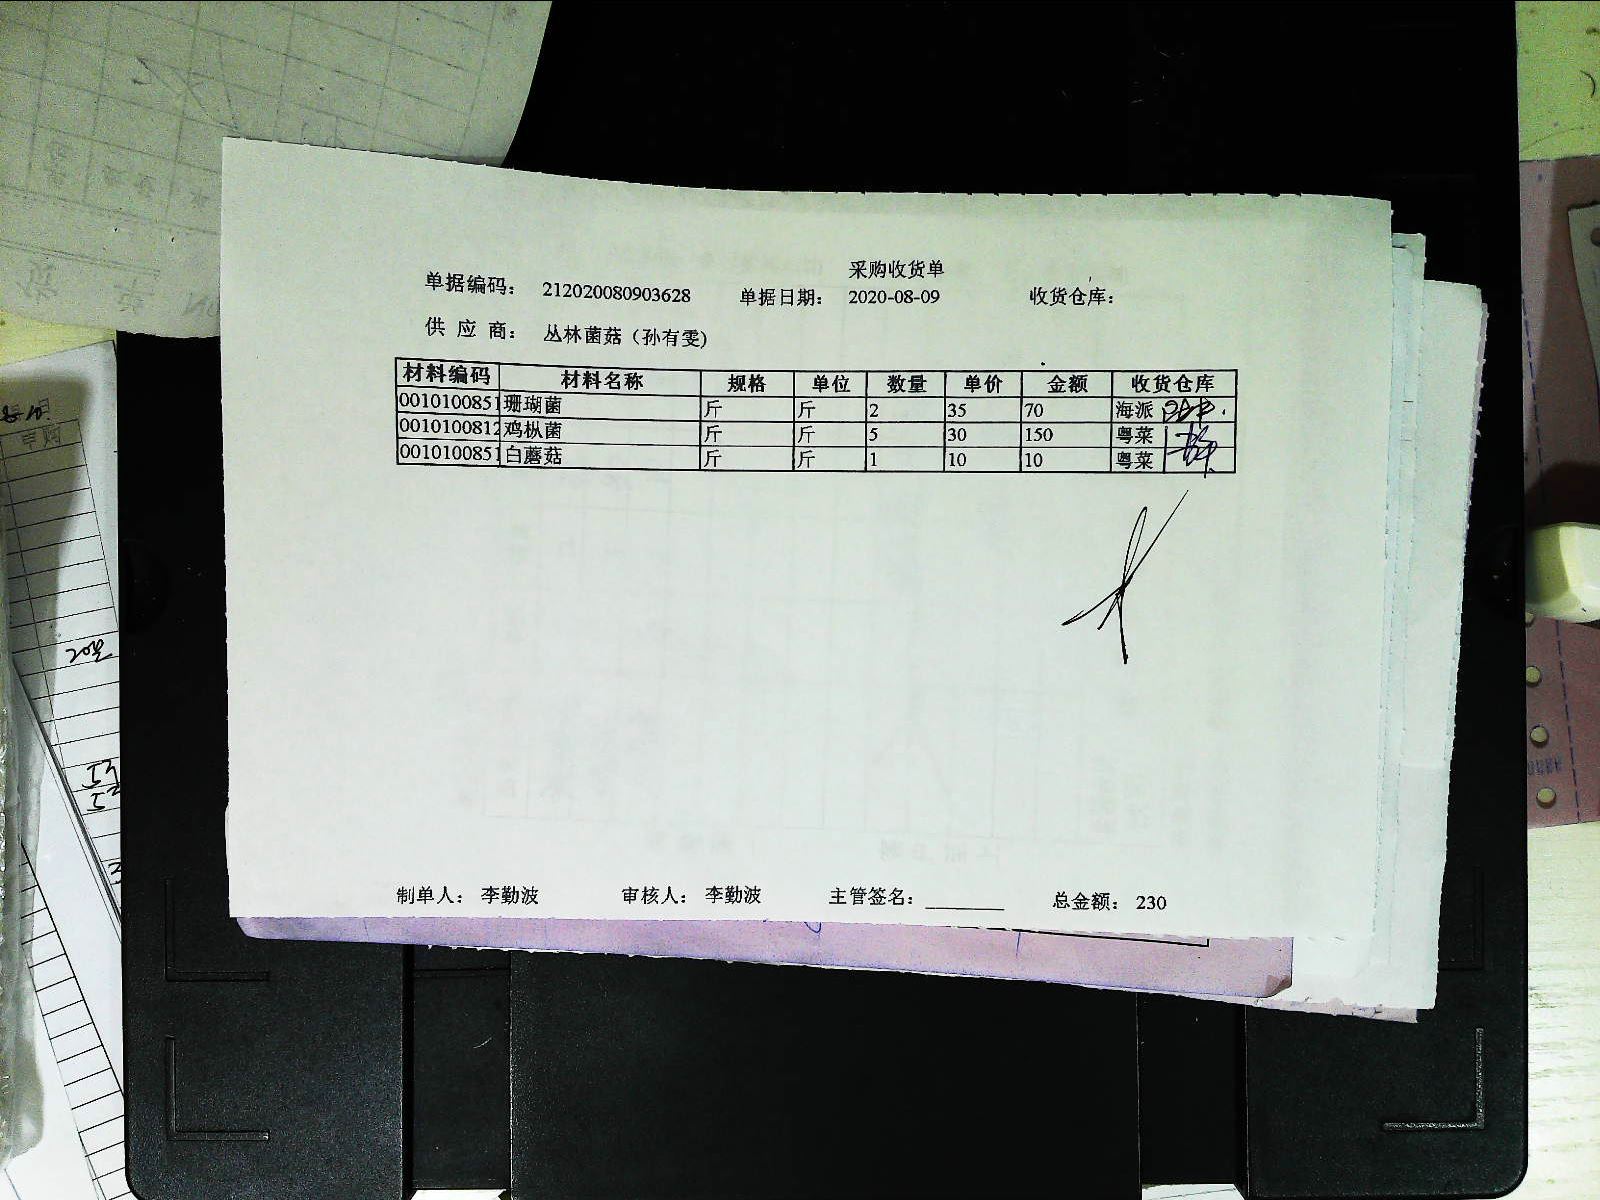 采购收货单
单据编码： 212020080903628 单据日期： 2020-08-09 收货仓库：
供 应 商： 丛林菌菇（孙有雯）
材料编码 材料名称 规格 单位 数量 单价 金额 收货仓库
0010100851 珊瑚菌 斤 斤 2 35 70 海派
0010100812 鸡枞菌 斤 斤 5 30 150 粤菜
0010100851 白蘑菇 斤 斤 1 10 10 粤菜
制单人： 李勤波 审核人： 李勤波 主管签名：________ 总金额： 230